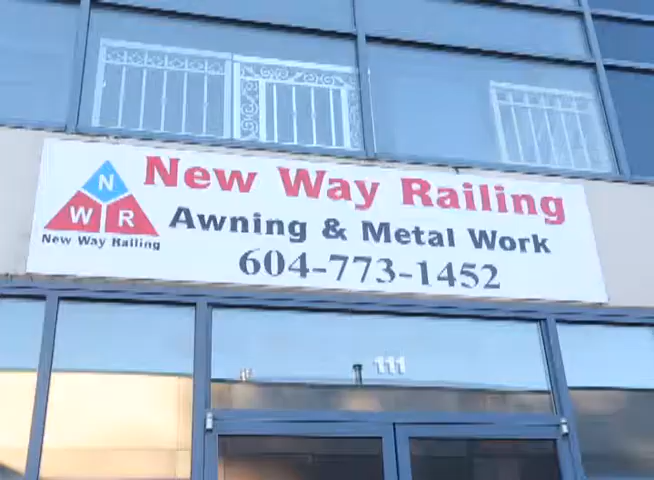 New Way Railing
Awning & Metal Work
604-773-1452
N
W R
New Way Railing
111